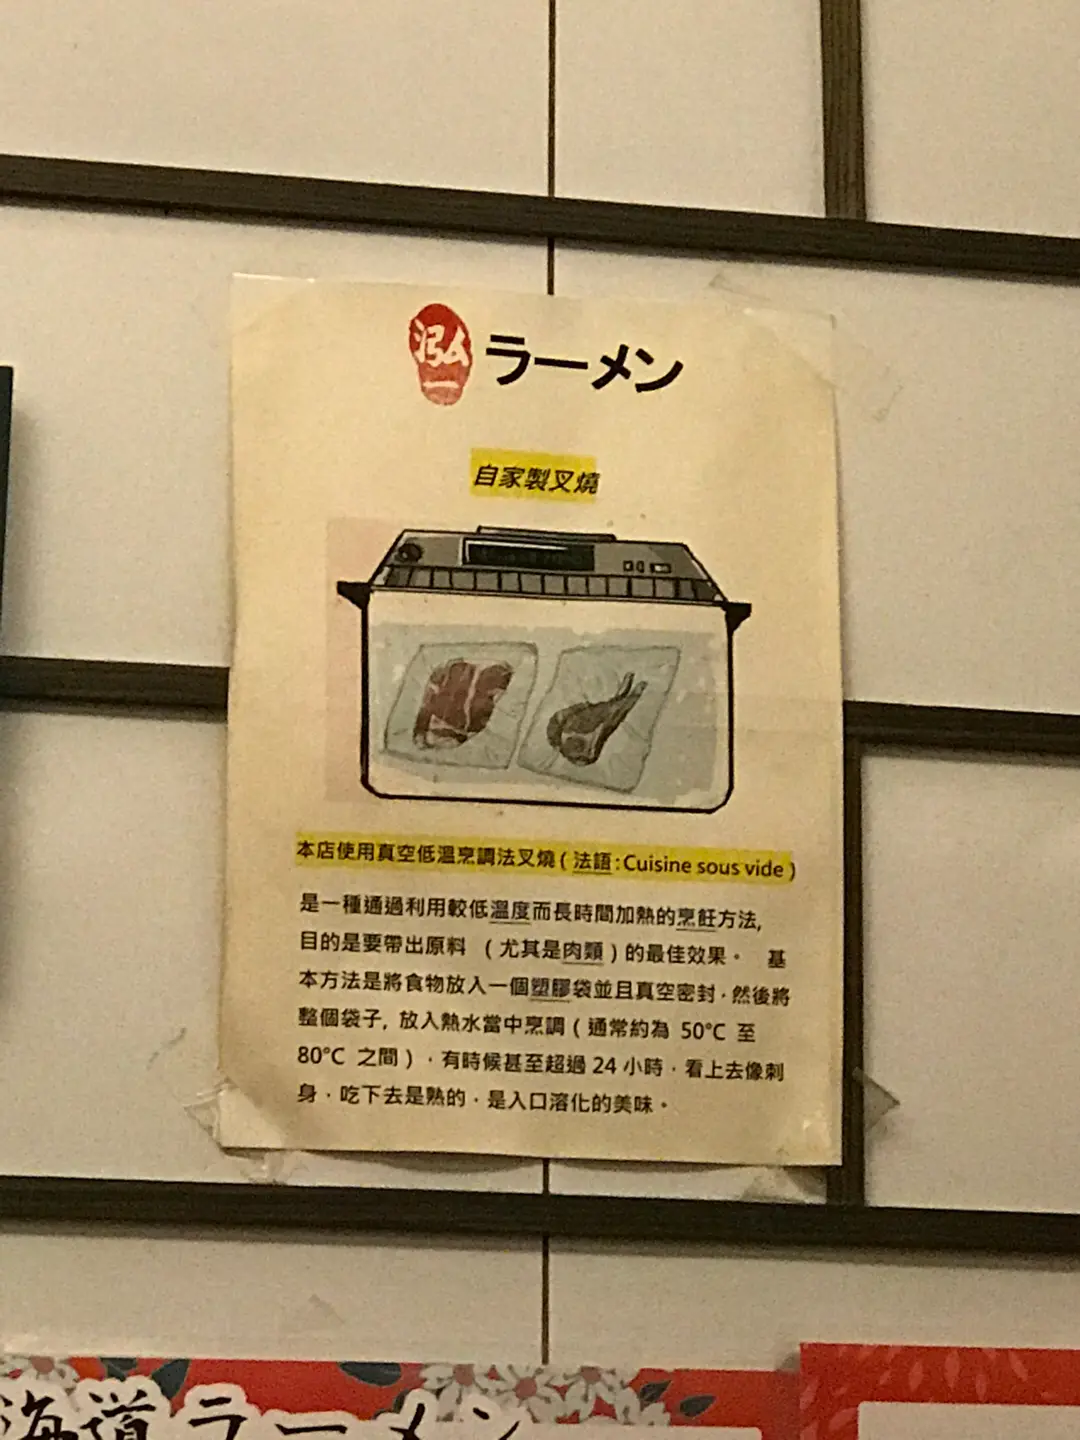 泓一 ラーメン
自家製叉燒
本店使用真空低溫烹調法叉燒 ( 法語 : Cuisine sous vide )
是一種通過利用較低溫度而長時間加熱的烹飪方法,
目的是要帶出原料 ( 尤其是肉類 ) 的最佳效果。 基
本方法是將食物放入一個塑膠袋並且真空密封，然後將
整個袋子, 放入熱水當中烹調 ( 通常約為 50°C 至
80°C 之間 )，有時候甚至超過 24 小時，看上去像刺
身，吃下去是熟的，是入口溶化的美味。
海道ラーメン